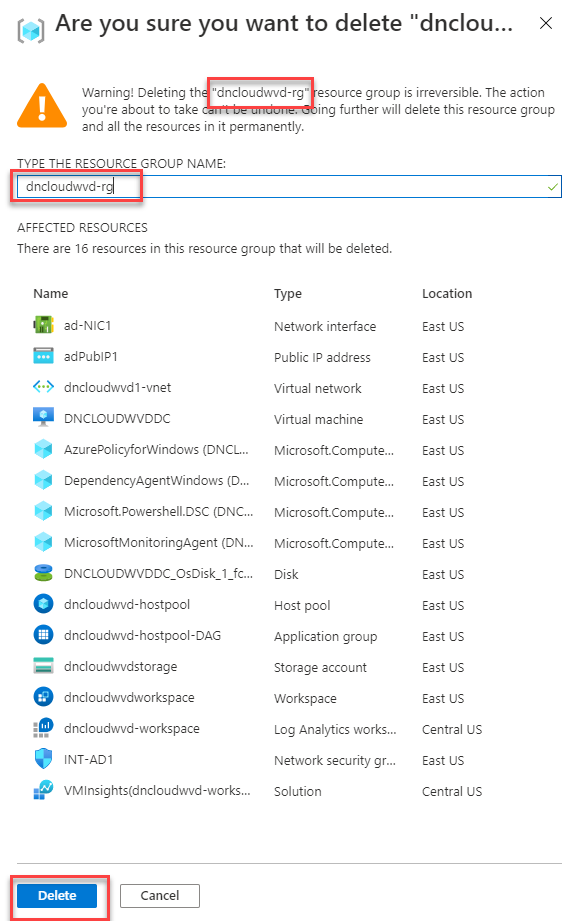 Are you sure you want to delete "dnclou...
Warning! Deleting the "dncloudwvd-rg" resource group is irreversible. The action
you're about to take can't be undone. Going further will delete this resource group
and all the resources in it permanently.
TYPE THE RESOURCE GROUP NAME:
dncloudwvd-rg
AFFECTED RESOURCES
There are 16 resources in this resource group that will be deleted.
Name Type Location
ad-NIC1 Network interface East US
adPubIP1 Public IP address East US
dncloudwvd1-vnet Virtual network East US
DNCLOUDWVDDC Virtual machine East US
AzurePolicyforWindows (DNCL... Microsoft.Compute... East US
DependencyAgentWindows (D... Microsoft.Compute... East US
Microsoft.Powershell.DSC (DNC... Microsoft.Compute... East US
MicrosoftMonitoringAgent (DN... Microsoft.Compute... East US
DNCLOUDWVDDC_OsDisk_1_fc... Disk East US
dncloudwvd-hostpool Host pool East US
dncloudwvd-hostpool-DAG Application group East US
dncloudwvdstorage Storage account East US
dncloudwvdworkspace Workspace East US
dncloudwvd-workspace Log Analytics works... Central US
INT-AD1 Network security gr... East US
VMInsights(dncloudwvd-works... Solution Central US
Delete Cancel